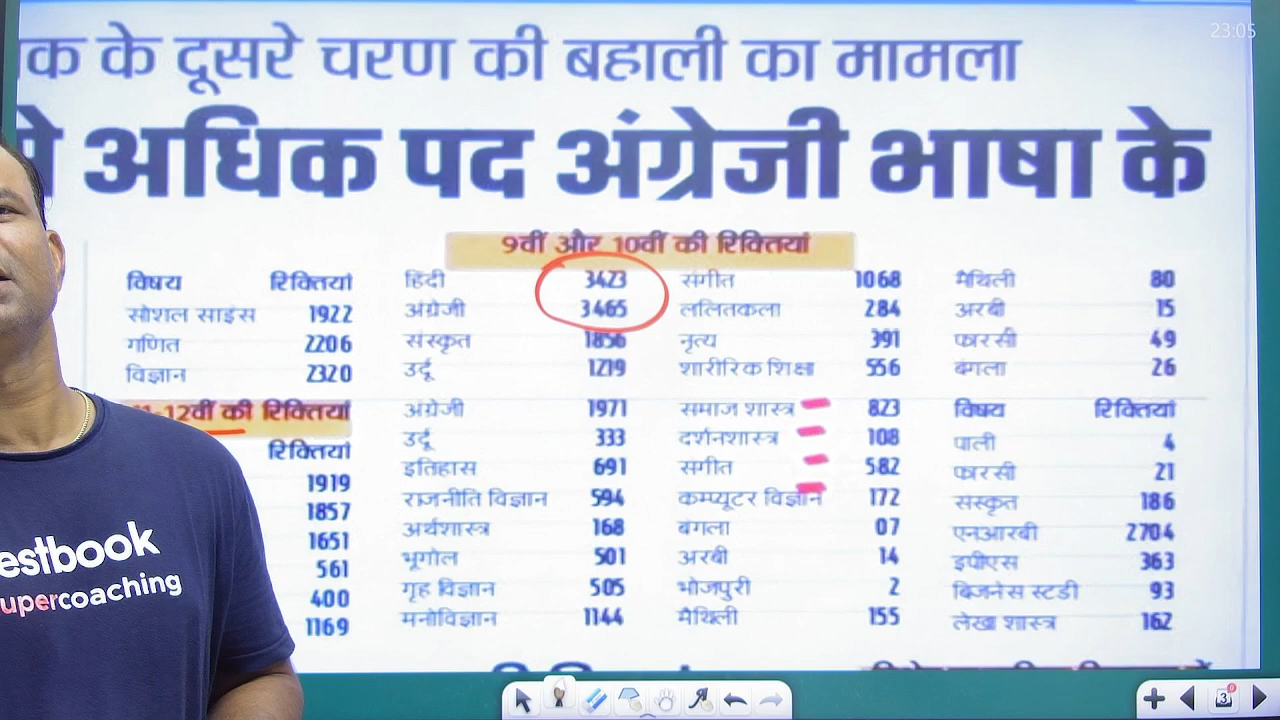 23:05
के दूसरे चरण की बहाली का मामला
अधिक पद अंग्रेजी भाषा के
9वीं और 10वीं की रिक्तियां
विषय रिक्तियां
सोशल साइंस 1922
गणित 2206
विज्ञान 2320
हिंदी 3423
अंग्रेजी 3465
संस्कृत 1856
उर्दू 1219
संगीत 1068
ललितकला 284
नृत्य 391
शारीरिक शिक्षा 556
मैथिली 80
अरबी 15
फारसी 49
बंगला 26
12वीं की रिक्तियां
रिक्तियां
1919
1857
1651
561
400
1169
अंग्रेजी 1971
उर्दू 333
इतिहास 691
राजनीति विज्ञान 594
अर्थशास्त्र 168
भूगोल 501
गृह विज्ञान 505
मनोविज्ञान 1144
समाज शास्त्र 823
दर्शनशास्त्र 108
संगीत 582
कम्प्यूटर विज्ञान 172
बंगला 07
अरबी 14
भोजपुरी 2
मैथिली 155
विषय रिक्तियां
पाली 4
फारसी 21
संस्कृत 186
एनआरबी 2704
इपीएस 363
बिजनेस स्टडी 93
लेखा शास्त्र 162
estbook
upercoaching
3